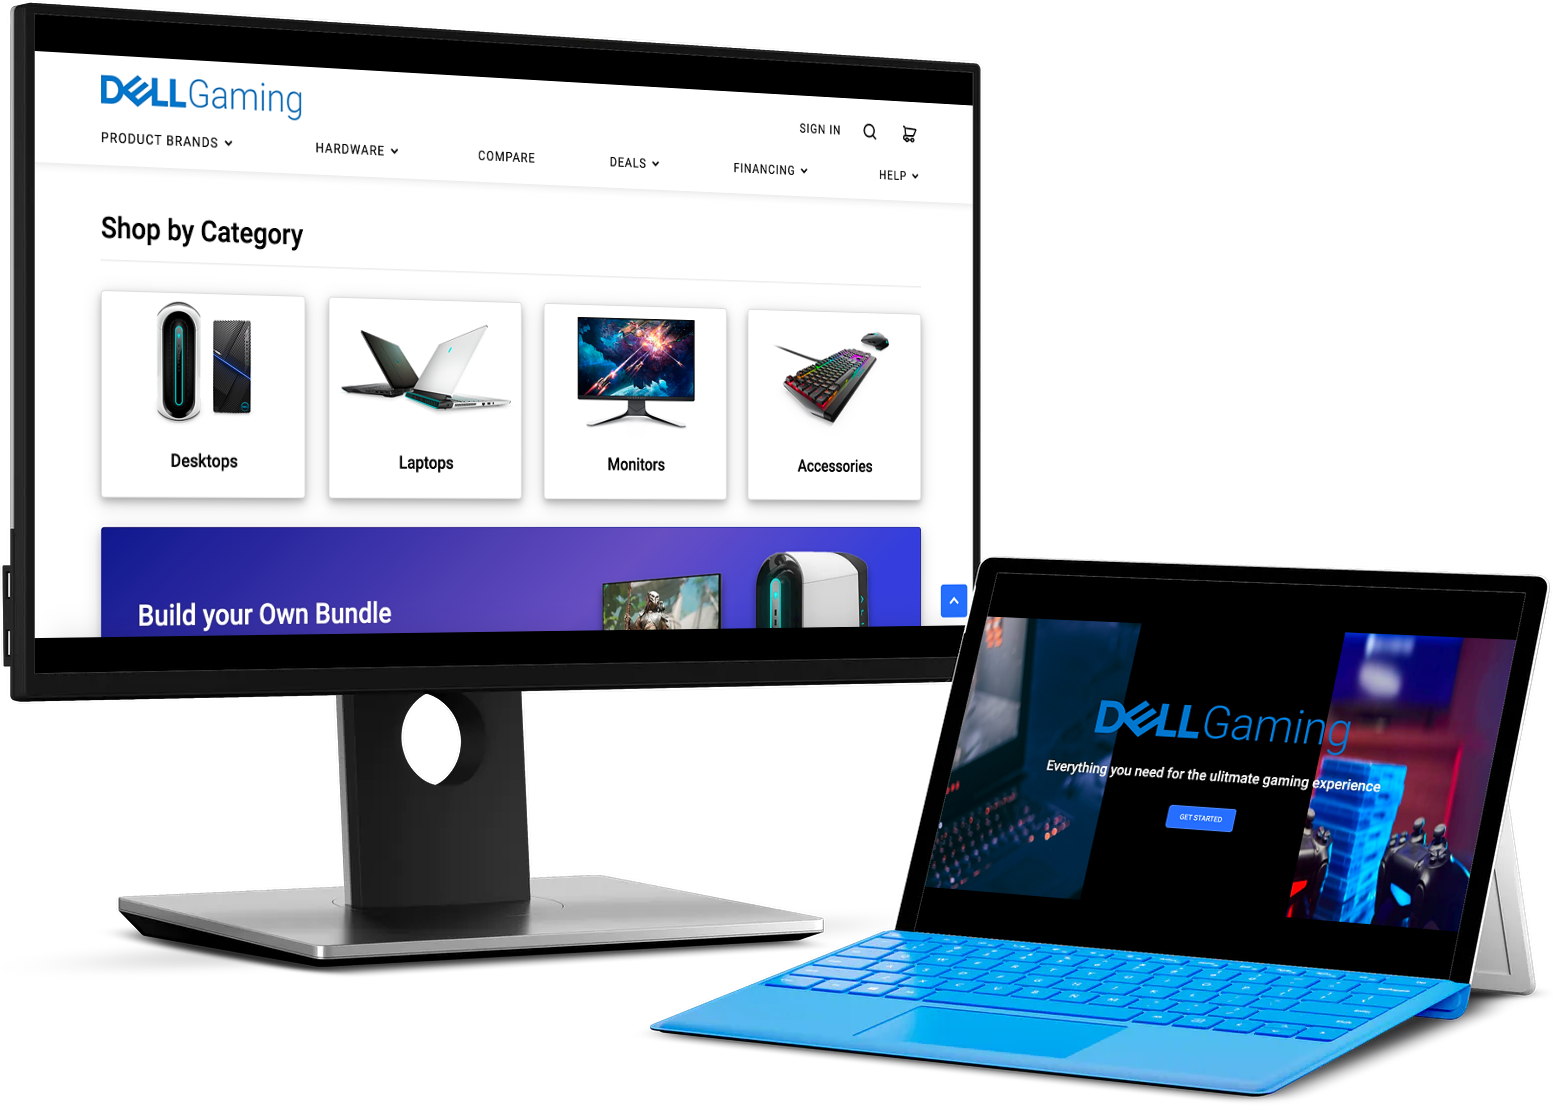 DELL Gaming
SIGN IN
PRODUCT BRANDS
HARDWARE
COMPARE
DEALS
FINANCING
HELP
Shop by Category
Desktops
Laptops
Monitors
Accessories
Build your Own Bundle
DELL Gaming
Everything you need for the ulitmate gaming experience
GET STARTED